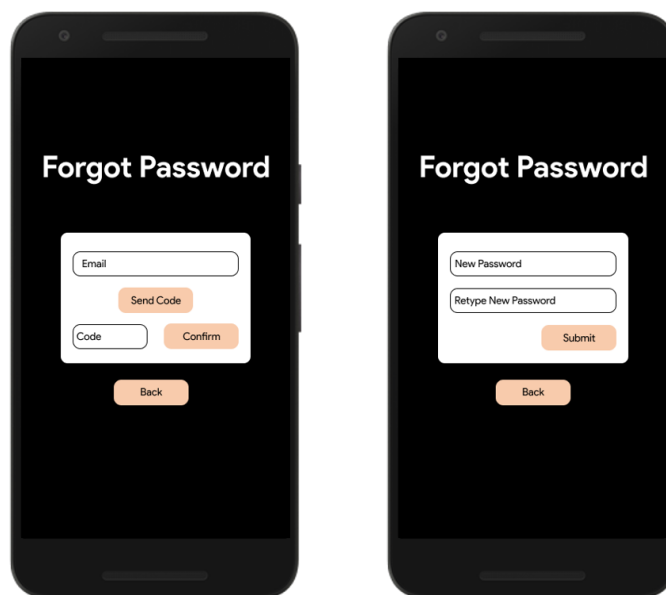 Forgot Password
Email
Send Code
Code
Confirm
Back
Forgot Password
New Password
Retype New Password
Submit
Back